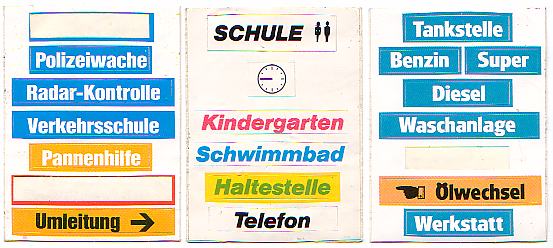 Polizeiwache
Radar-Kontrolle
Verkehrsschule
Pannenhilfe
Umleitung
SCHULE
Kindergarten
Schwimmbad
Haltestelle
Telefon
Tankstelle
Benzin Super
Diesel
Waschanlage
Ölwechsel
Werkstatt